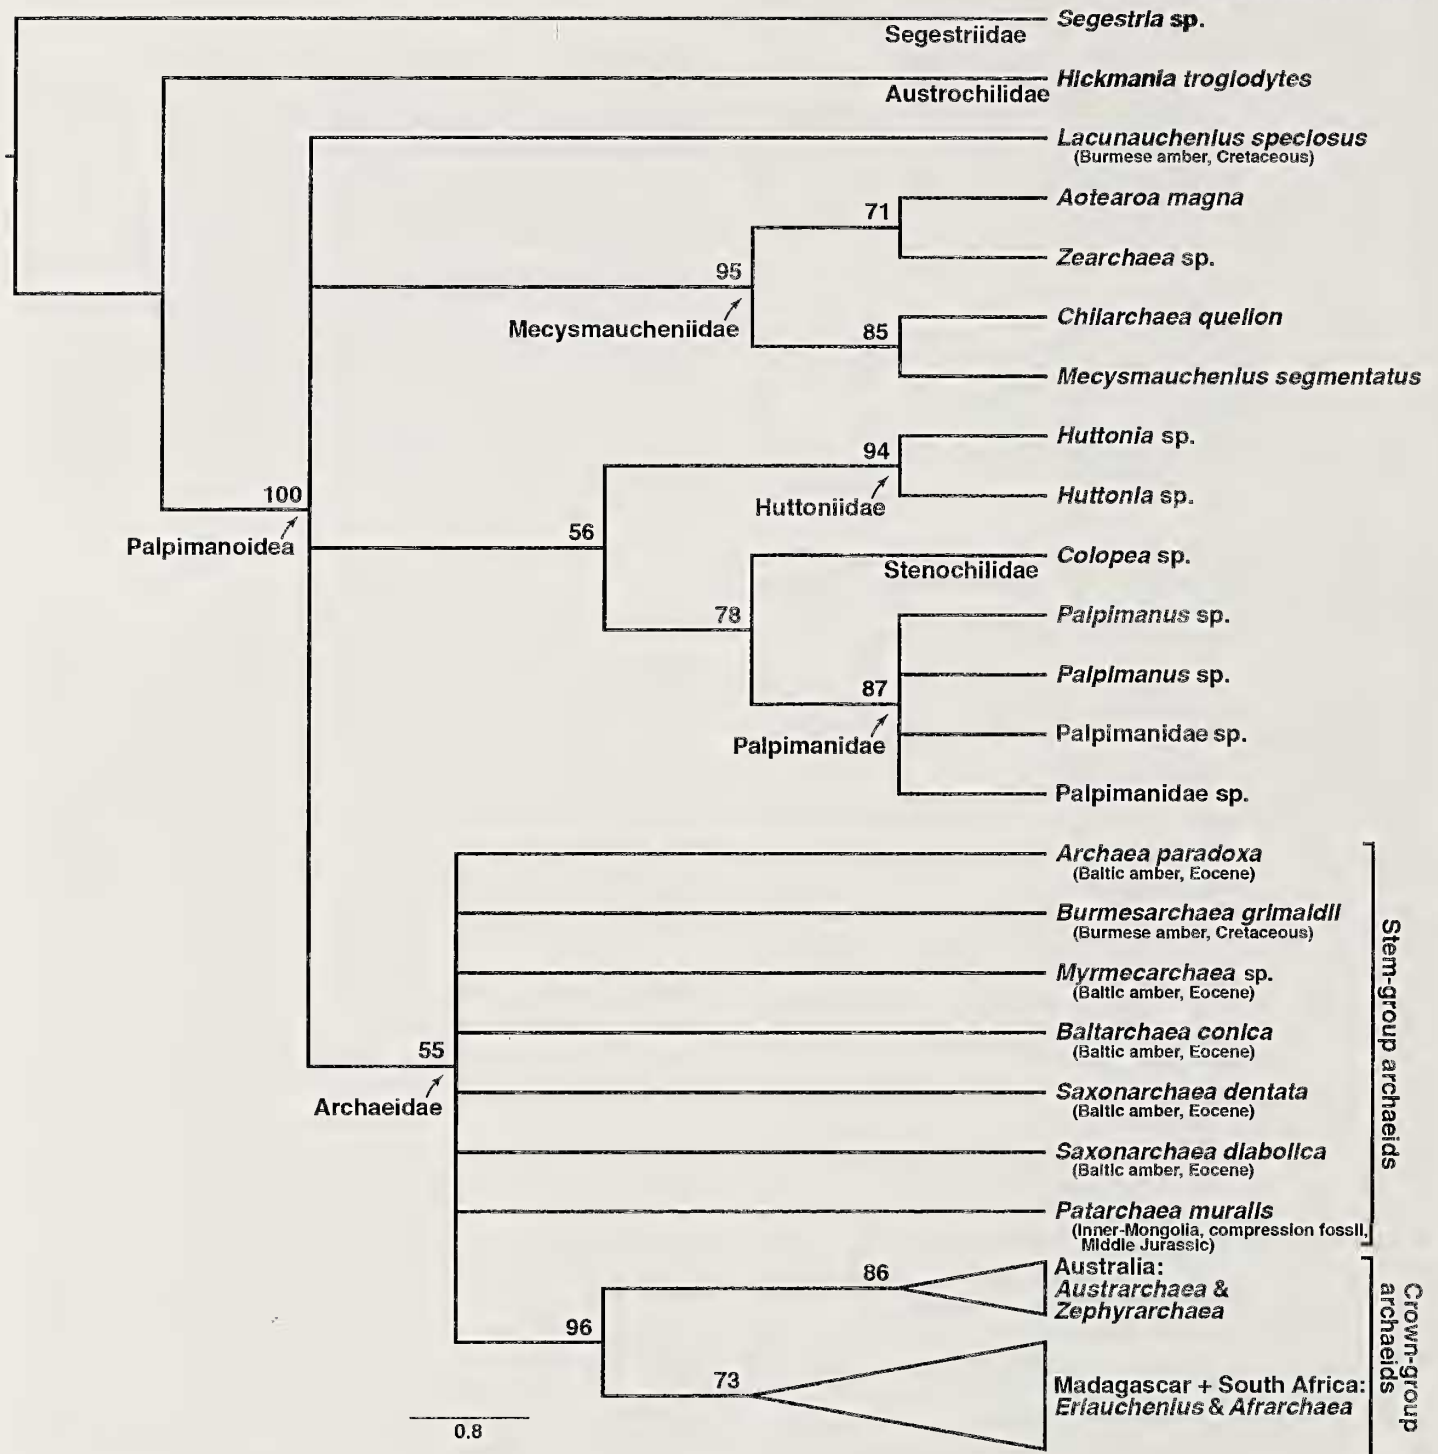 Segestria sp.
Segestriidae
Hickmania troglodytes
Austrochilidae
Lacunauchenius speciosus
(Burmese amber, Cretaceous)
Aotearoa magna
71
Zearchaea sp.
95
Mecysmaucheniidae
Chilarchaea quellon
85
Mecysmauchenius segmentatus
Huttonia sp.
94
Huttoniidae
Huttonia sp.
100
Palpimanoidea
56
Colopea sp.
Stenochilidae
78
Palpimanus sp.
Palpimanus sp.
87
Palpimanidae
Palpimanidae sp.
Palpimanidae sp.
Archaea paradoxa
(Baltic amber, Eocene)
Burmesarchaea grimaldii
(Burmese amber, Cretaceous)
Myrmecarchaea sp.
(Baltic amber, Eocene)
Baltarchaea conica
(Baltic amber, Eocene)
55
Archaeidae
Saxonarchaea dentata
(Baltic amber, Eocene)
Saxonarchaea diabolica
(Baltic amber, Eocene)
Patarchaea muralis
(Inner-Mongolia, compression fossil,
Middle Jurassic)
Stem-group archaeids
86
Australia:
Austrarchaea &
Zephyrarchaea
96
73
Madagascar + South Africa:
Eriauchenius & Afrarchaea
Crown-group
archaeids
0.8